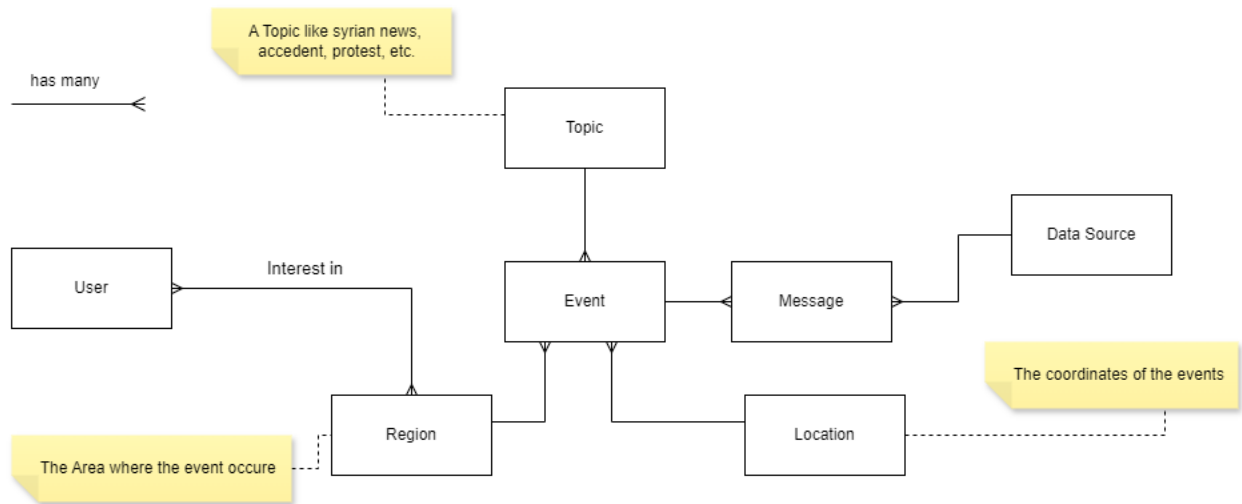 A Topic like syrian news,
accedent, protest, etc.
has many
Topic
Data Source
Interest in
User
Event
Message
The coordinates of the events
Region
Location
The Area where the event occure